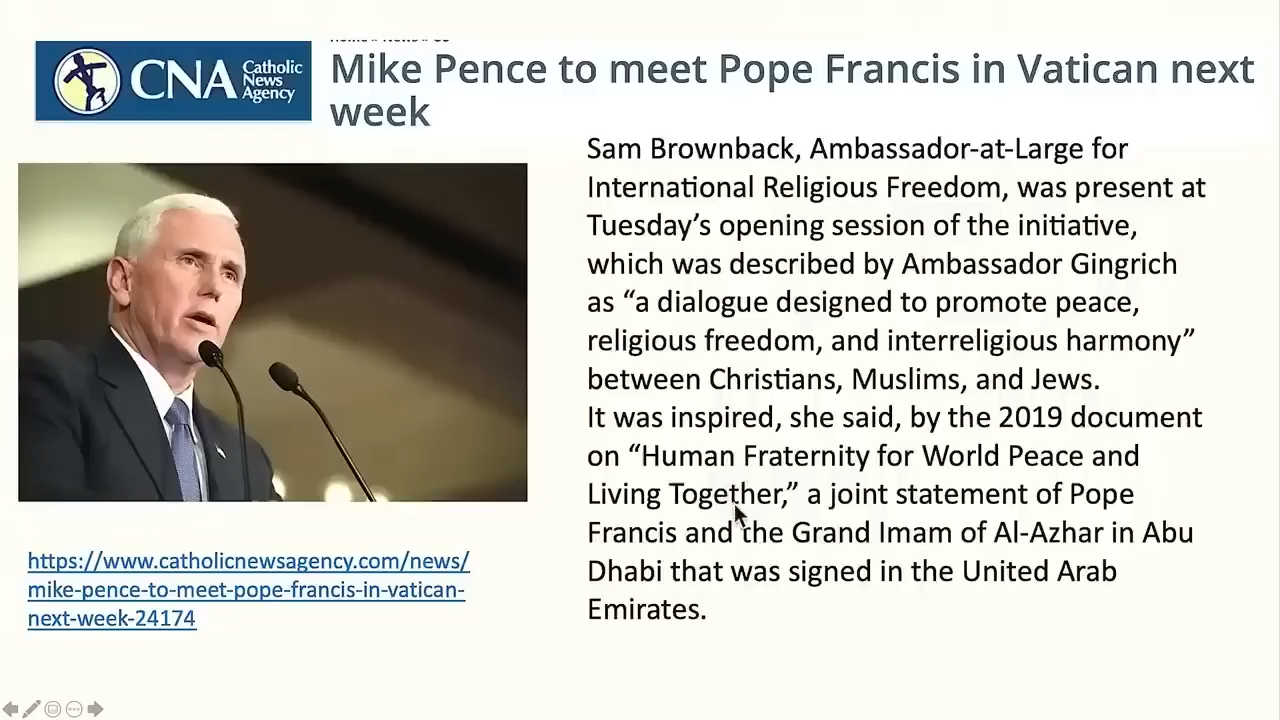 CNA Catholic
News
Agency
Mike Pence to meet Pope Francis in Vatican next
week
Sam Brownback, Ambassador-at-Large for
International Religious Freedom, was present at
Tuesday’s opening session of the initiative,
which was described by Ambassador Gingrich
as “a dialogue designed to promote peace,
religious freedom, and interreligious harmony”
between Christians, Muslims, and Jews.
It was inspired, she said, by the 2019 document
on “Human Fraternity for World Peace and
Living Together,” a joint statement of Pope
Francis and the Grand Imam of Al-Azhar in Abu
Dhabi that was signed in the United Arab
Emirates.
https://www.catholicnewsagency.com/news/
mike-pence-to-meet-pope-francis-in-vatican-
next-week-24174